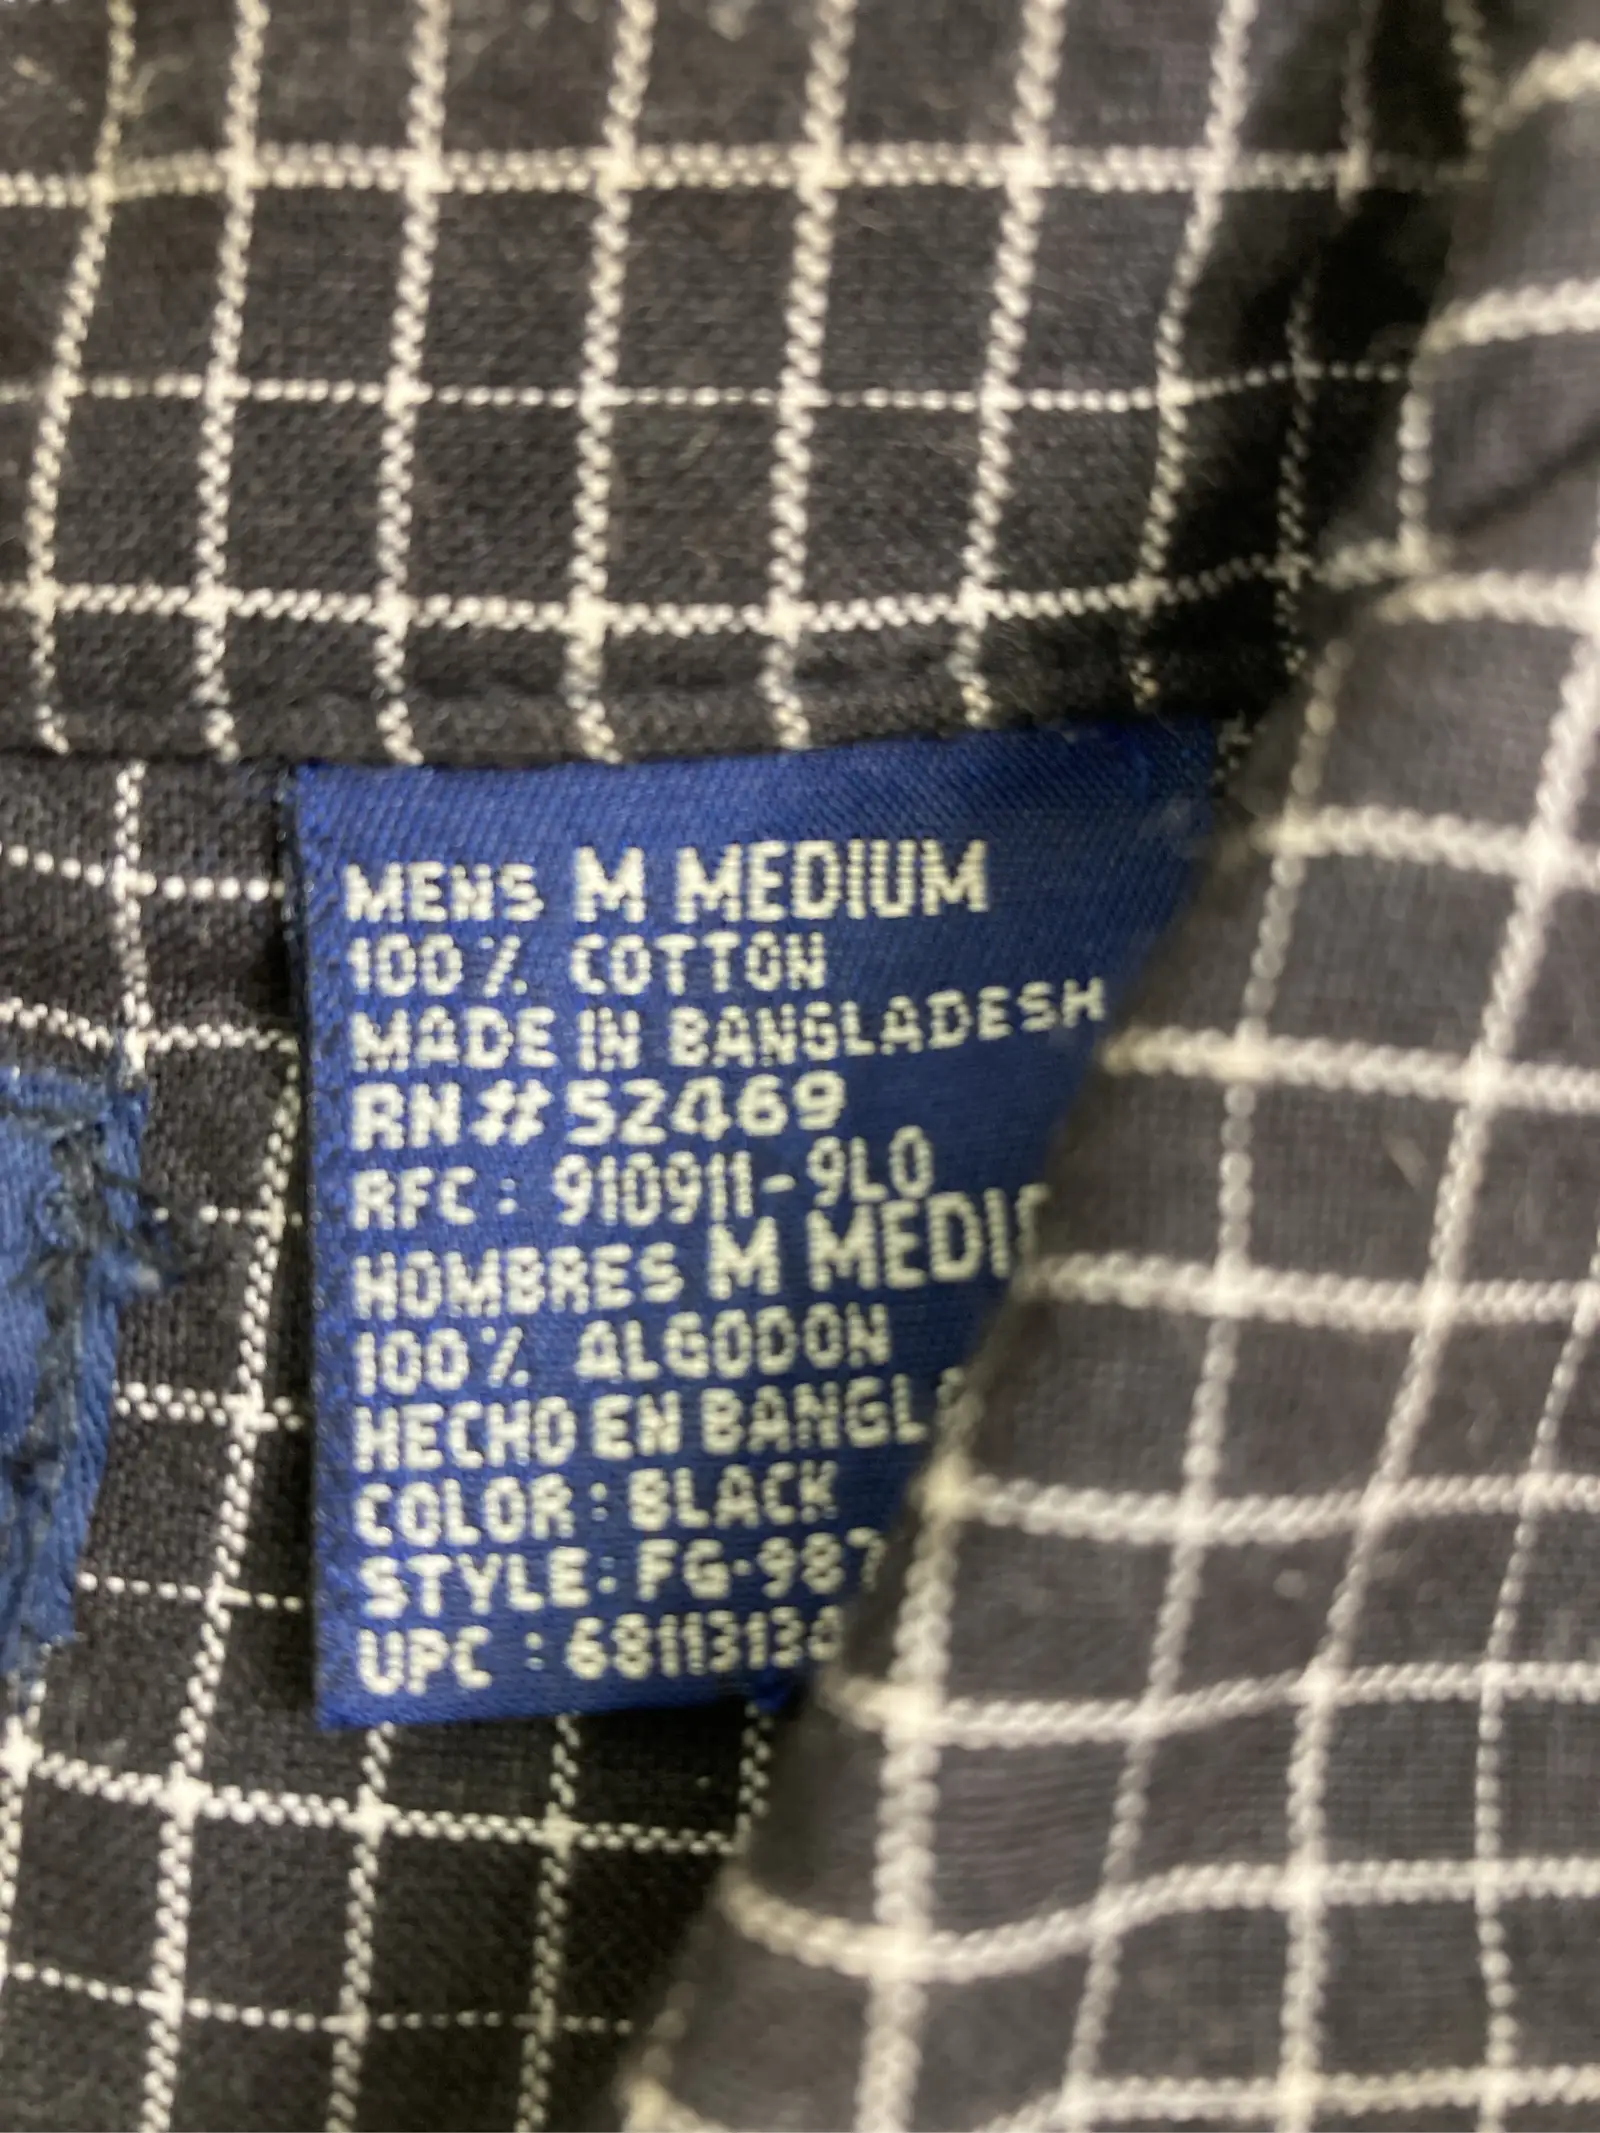 MENS M MEDIUM
100% COTTON
MADE IN BANGLADESH
RN#52469
RFC: 910911-9L0
HOMBRES M
100% ALGODON
HECHO EN
COLOR: BLACK
STYLE:
UPC :